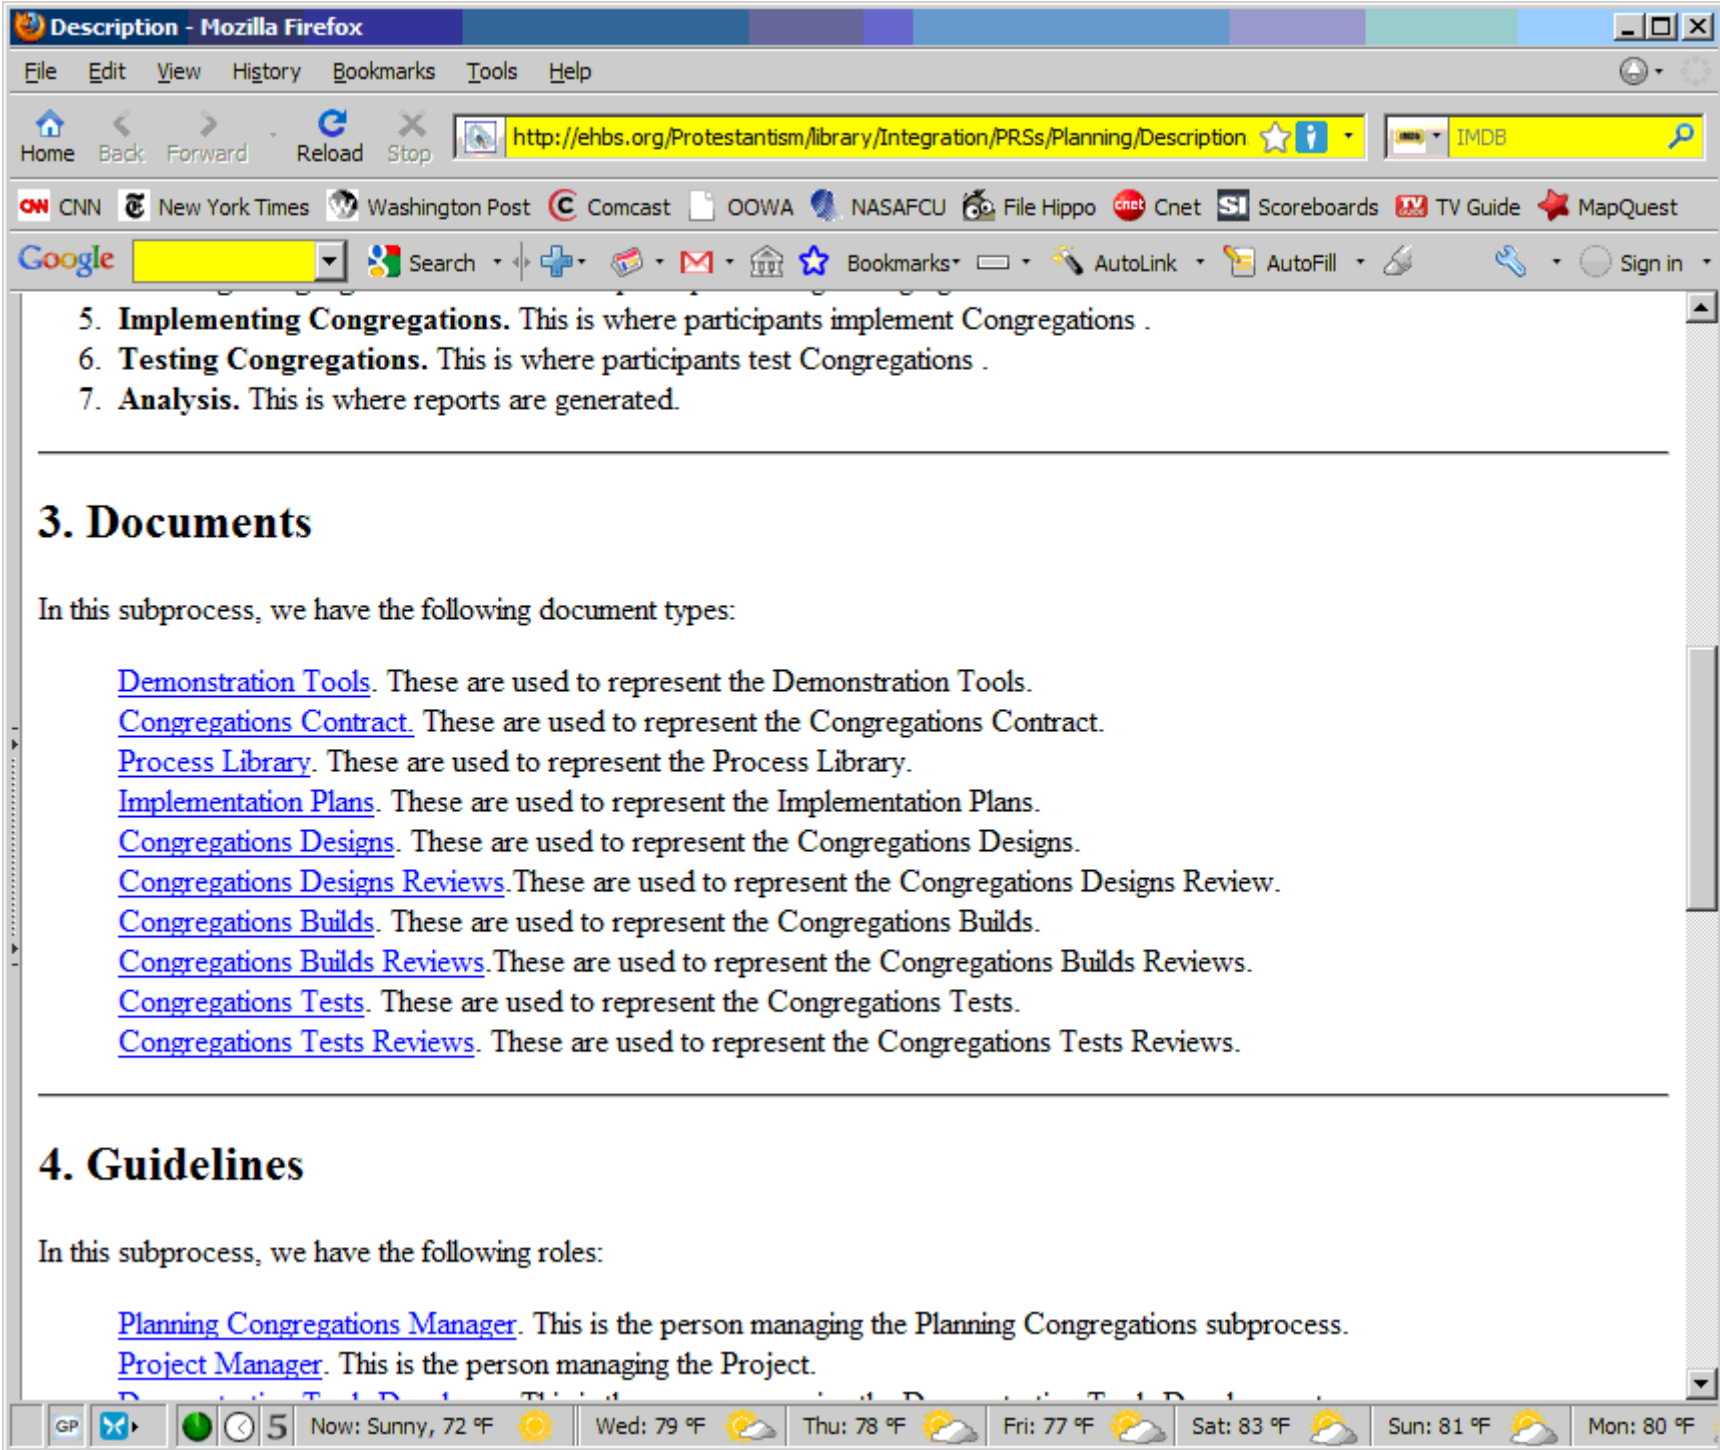 Description - Mozilla Firefox
File Edit View History Bookmarks Tools Help
Home Back Forward Reload Stop http://ehbs.org/Protestantism/library/Integration/PRSs/Planning/Description. IMDB
CNN CNN New York Times Washington Post Comcast OOWA NASAFCU File Hippo cnet Cnet SI Scoreboards TV GUIDE TV Guide MapQuest
Google Search Bookmarks AutoLink AutoFill Sign in
5. Implementing Congregations. This is where participants implement Congregations .
6. Testing Congregations. This is where participants test Congregations .
7. Analysis. This is where reports are generated.
3. Documents
In this subprocess, we have the following document types:
Demonstration Tools. These are used to represent the Demonstration Tools.
Congregations Contract. These are used to represent the Congregations Contract.
Process Library. These are used to represent the Process Library.
Implementation Plans. These are used to represent the Implementation Plans.
Congregations Designs. These are used to represent the Congregations Designs.
Congregations Designs Reviews.These are used to represent the Congregations Designs Review.
Congregations Builds. These are used to represent the Congregations Builds.
Congregations Builds Reviews.These are used to represent the Congregations Builds Reviews.
Congregations Tests. These are used to represent the Congregations Tests.
Congregations Tests Reviews. These are used to represent the Congregations Tests Reviews.
4. Guidelines
In this subprocess, we have the following roles:
Planning Congregations Manager. This is the person managing the Planning Congregations subprocess.
Project Manager. This is the person managing the Project.
GP 5 Now: Sunny, 72 °F Wed: 79 °F Thu: 78 °F Fri: 77 °F Sat: 83 °F Sun: 81 °F Mon: 80 °F